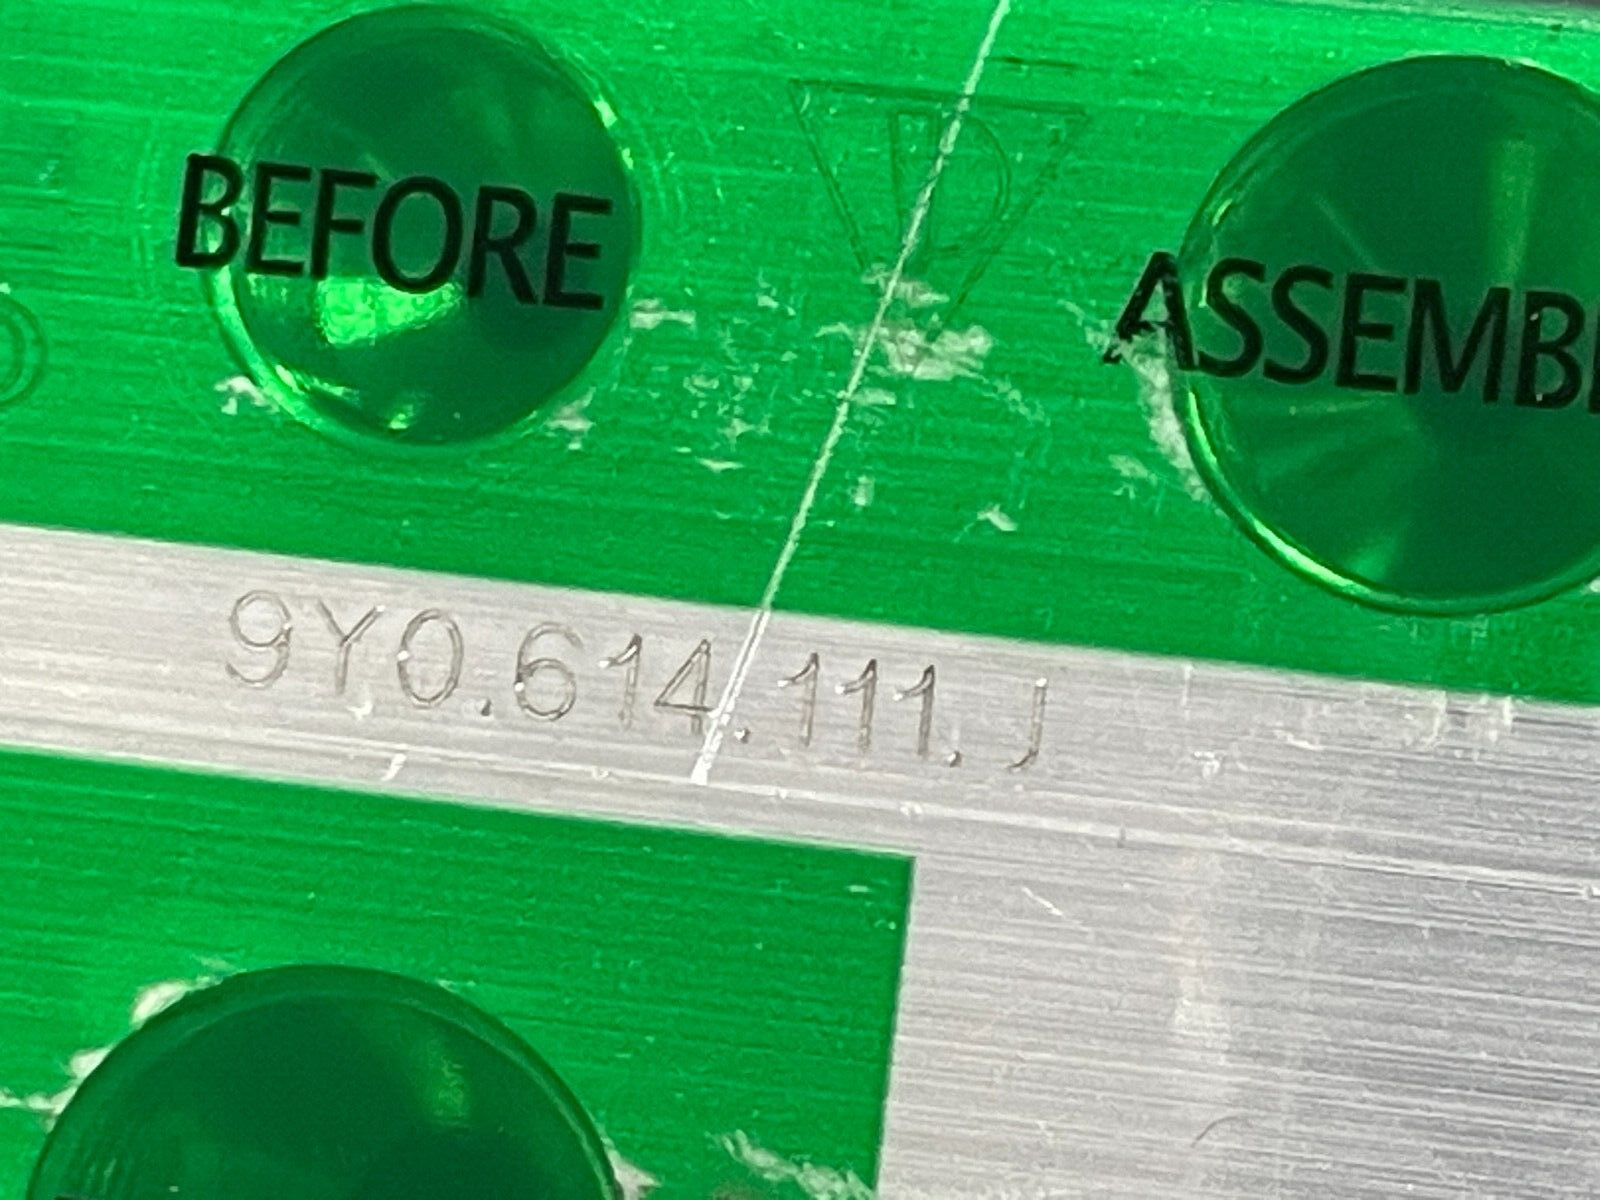 BEFORE ASSEMB
9Y0.614.111.J